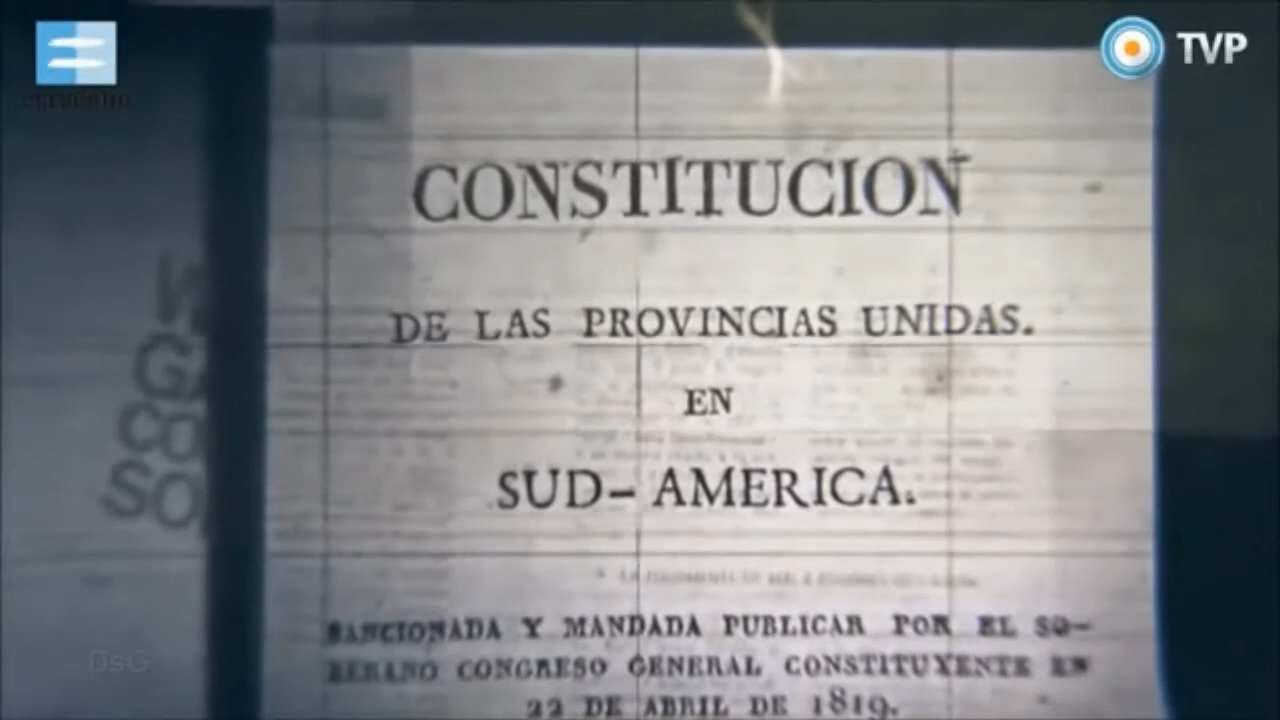 TVP
CONSTITUCION
DE LAS PROVINCIAS UNIDAS.
EN
SUD-AMERICA.
SANCIONADA Y MANDADA PUBLICAR POR EL SO-
BERANO CONGRESO GENERAL CONSTITUYENTE EN
22 DE ABRIL DE 1819.
DsG